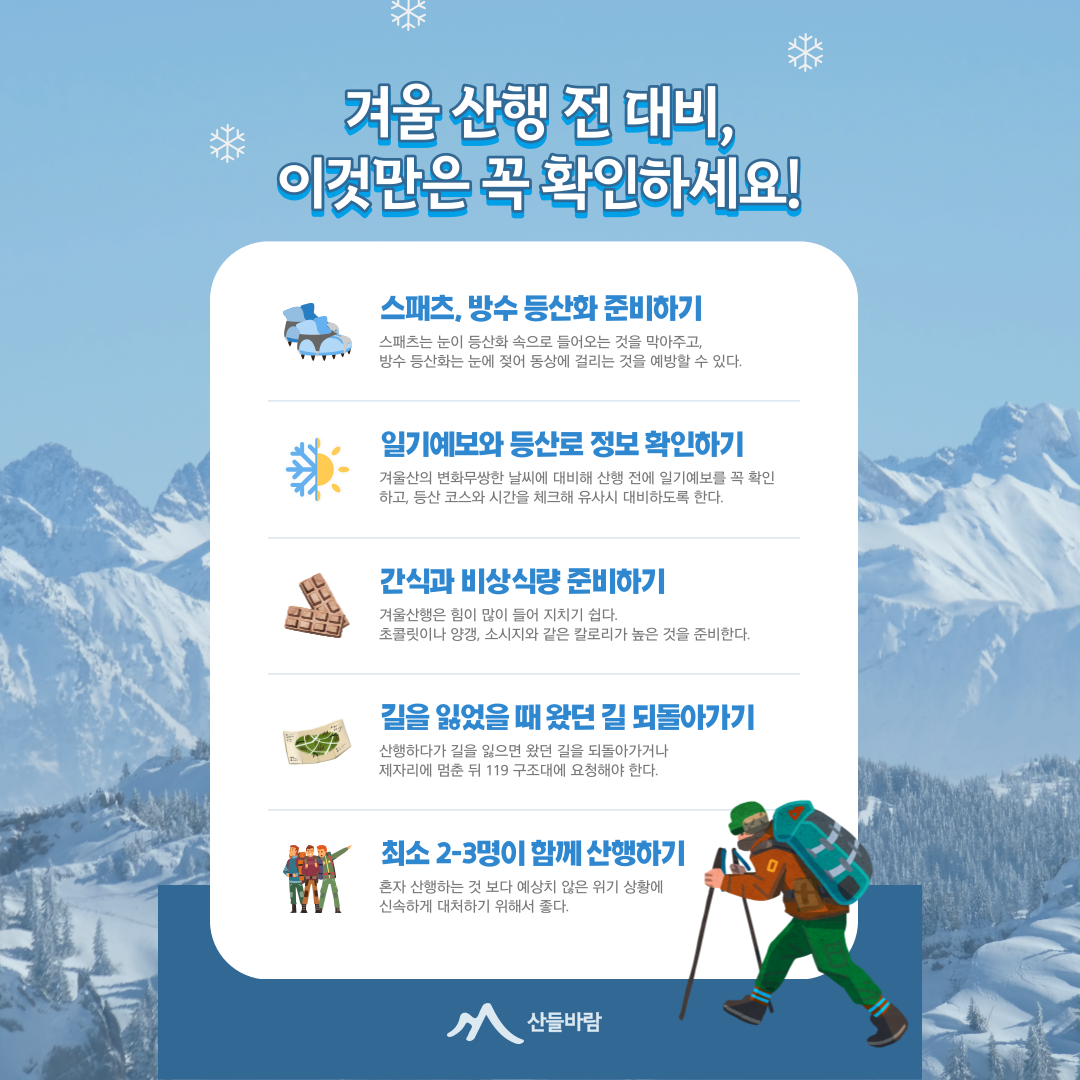 겨울 산행 전 대비,
이것만은 꼭 확인하세요!
스패츠, 방수 등산화 준비하기
스패츠는 눈이 등산화 속으로 들어오는 것을 막아주고,
방수 등산화는 눈에 젖어 동상에 걸리는 것을 예방할 수 있다.
일기예보와 등산로 정보 확인하기
겨울산의 변화무쌍한 날씨에 대비해 산행 전에 일기예보를 꼭 확인
하고, 등산 코스와 시간을 체크해 유사시 대비하도록 한다.
간식과 비상식량 준비하기
겨울산행은 힘이 많이 들어 지치기 쉽다.
초콜릿이나 양갱, 소시지와 같은 칼로리가 높은 것을 준비한다.
길을 잃었을 때 왔던 길 되돌아가기
산행하다가 길을 잃으면 왔던 길을 되돌아가거나
제자리에 멈춘 뒤 119 구조대에 요청해야 한다.
최소 2-3명이 함께 산행하기
혼자 산행하는 것 보다 예상치 않은 위기 상황에
신속하게 대처하기 위해서 좋다.
산들바람